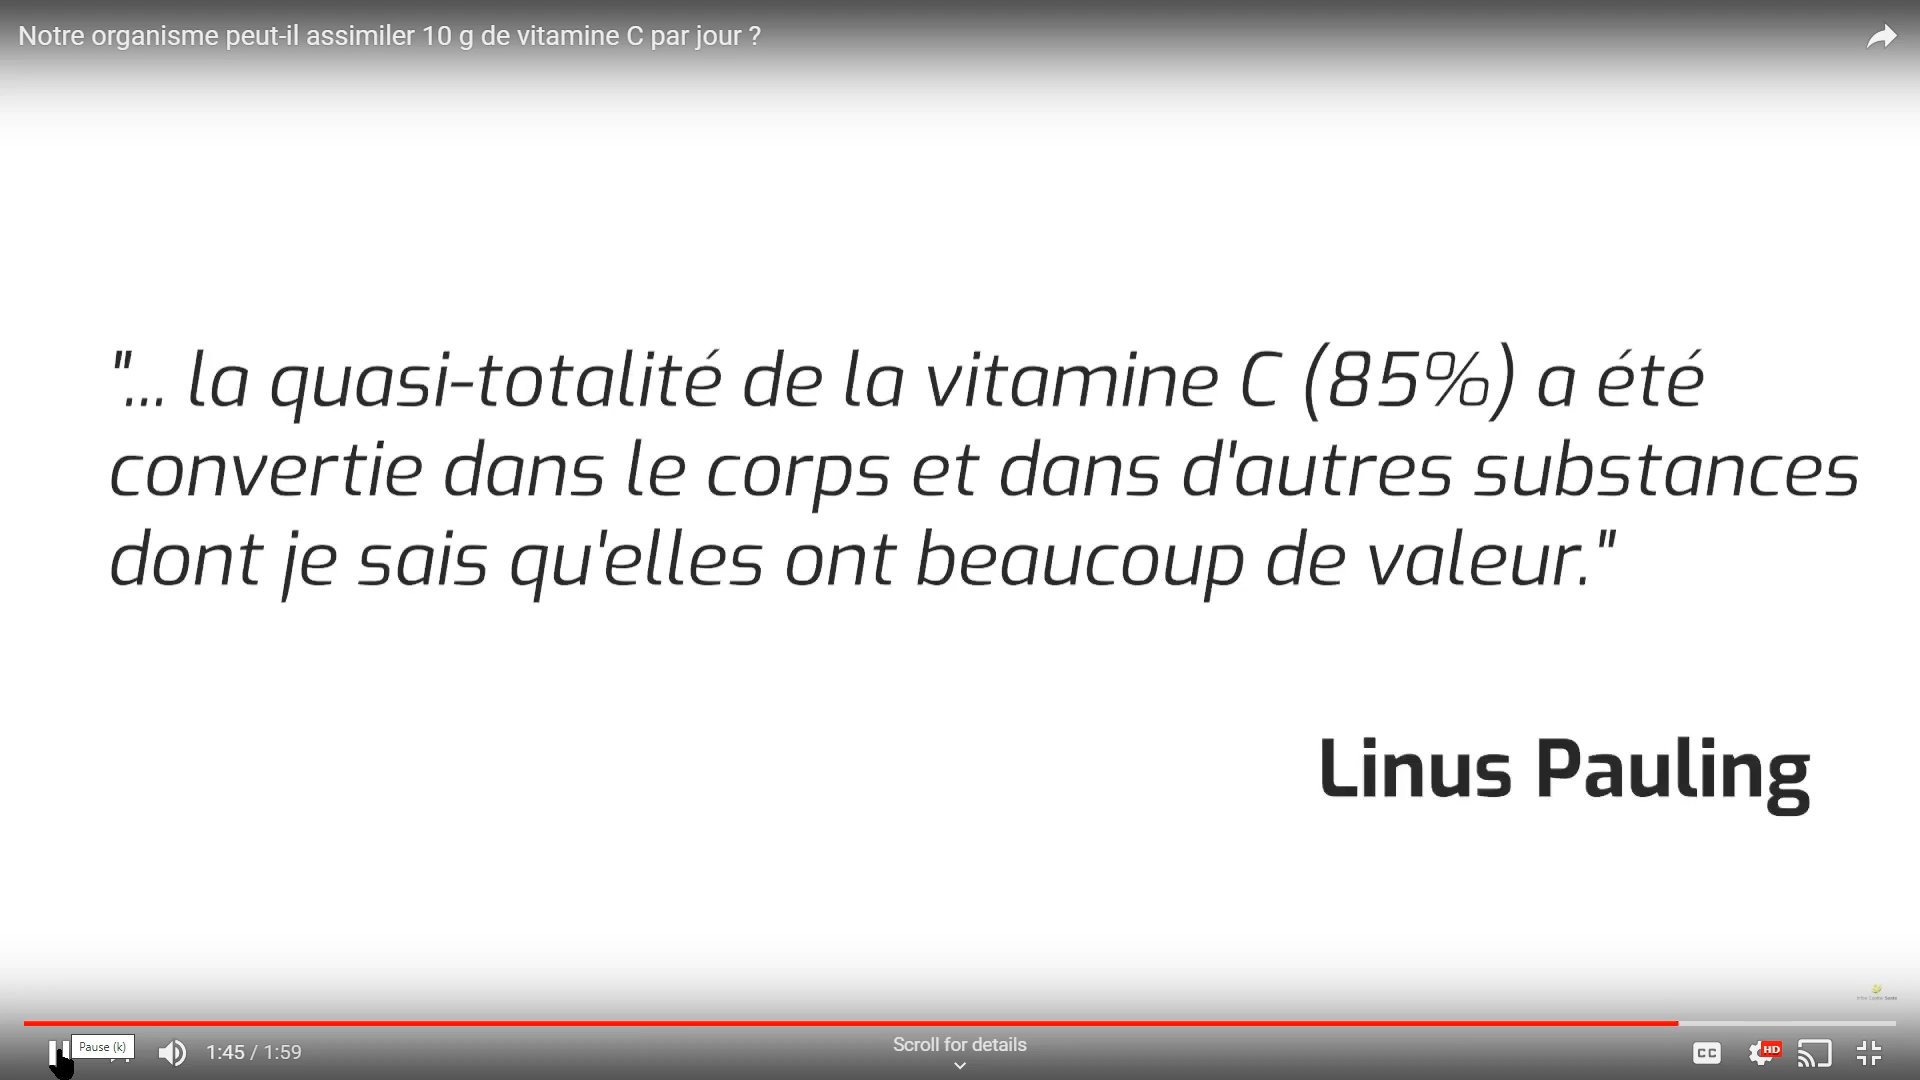 Notre organisme peut-il assimiler 10 g de vitamine C par jour ?
"... la quasi-totalité de la vitamine C (85%) a été
convertie dans le corps et dans d'autres substances
dont je sais qu'elles ont beaucoup de valeur."
Linus Pauling
Pause (k)
1:45 / 1:59
Scroll for details
CC
HD